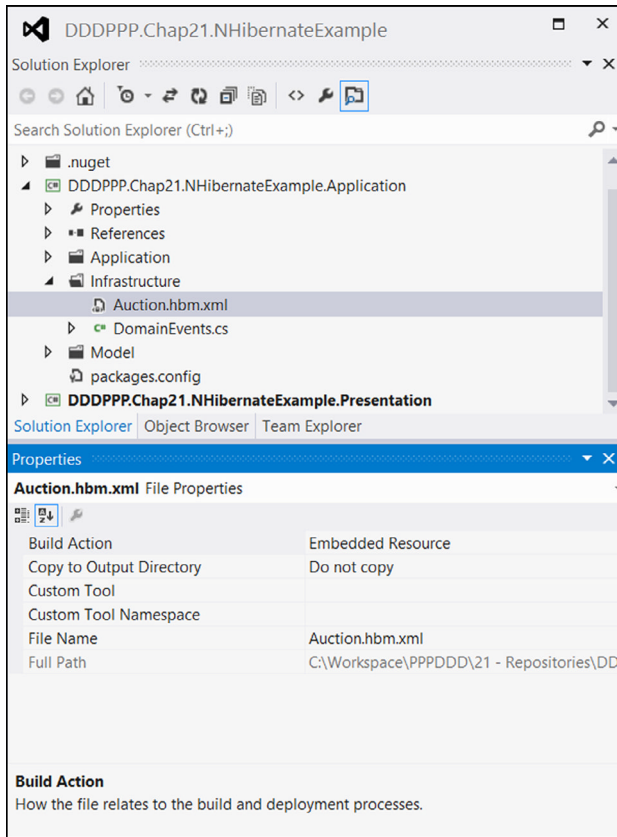 DDDPPP.Chap21.NHibernateExample
Solution Explorer
Search Solution Explorer (Ctrl+;)
.nuget
C# DDDPPP.Chap21.NHibernateExample.Application
Properties
References
Application
Infrastructure
Auction.hbm.xml
C# DomainEvents.cs
Model
packages.config
C# DDDPPP.Chap21.NHibernateExample.Presentation
Solution Explorer Object Browser Team Explorer
Properties
Auction.hbm.xml File Properties
Build Action Embedded Resource
Copy to Output Directory Do not copy
Custom Tool
Custom Tool Namespace
File Name Auction.hbm.xml
Full Path C:\Workspace\PPPDDD\21 - Repositories\DD
Build Action
How the file relates to the build and deployment processes.